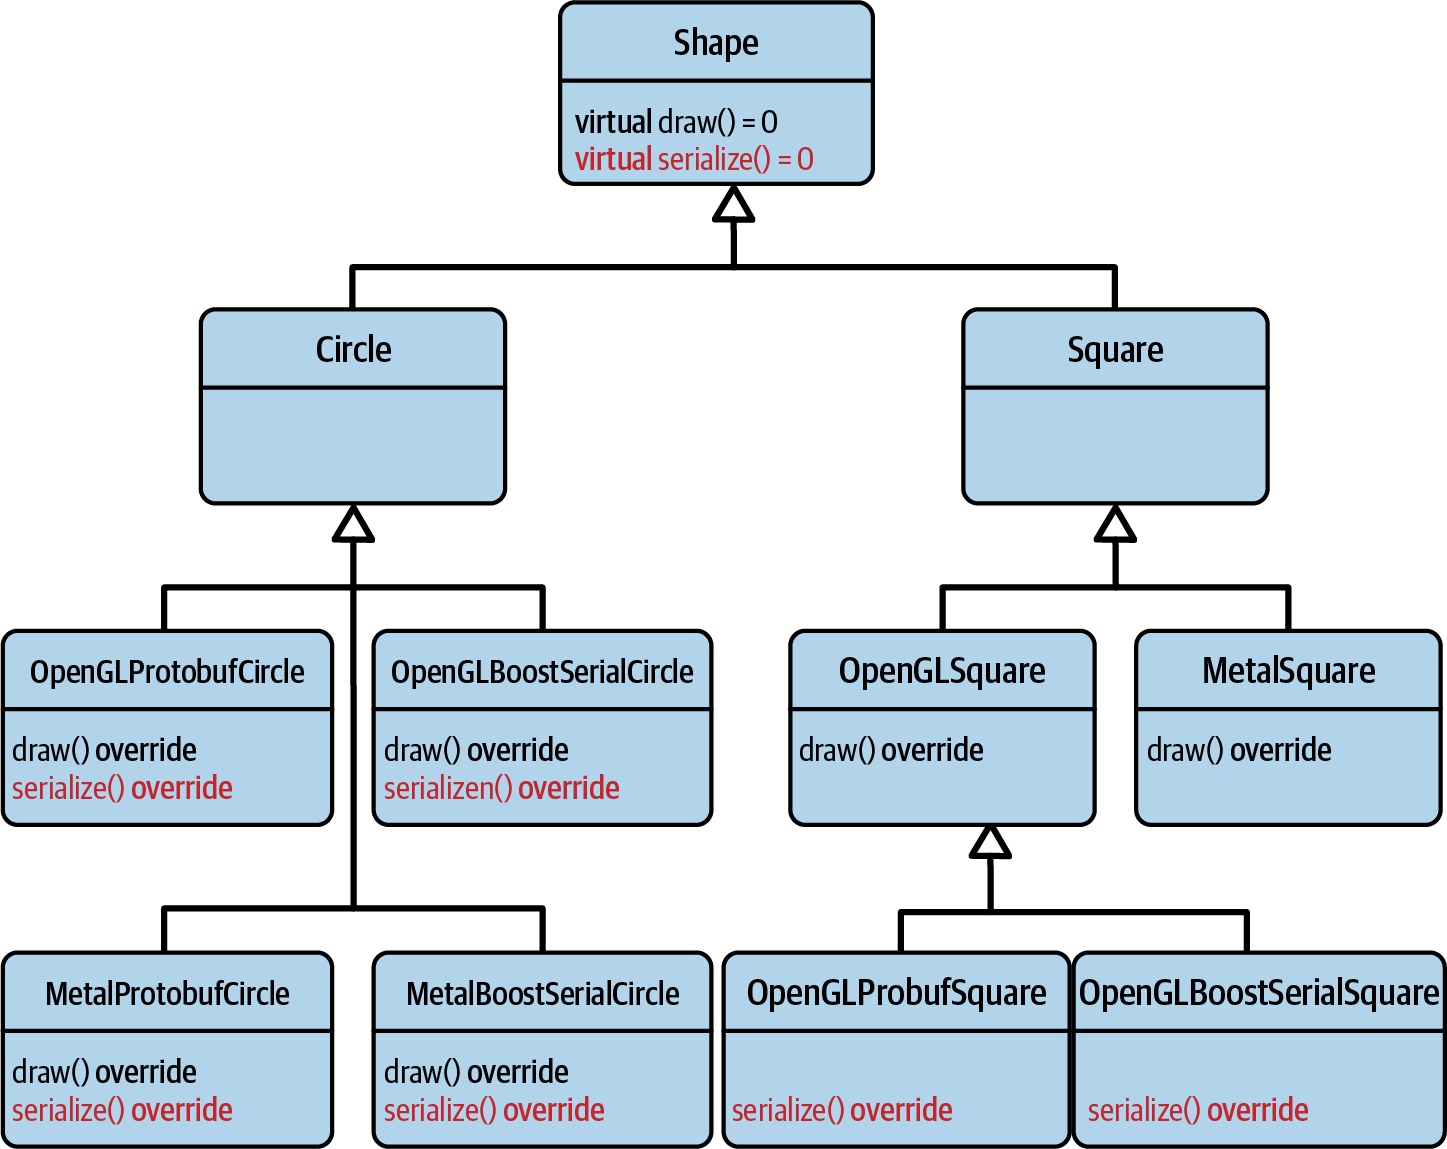 Shape
virtual draw() = 0
virtual serialize() = 0
Circle
Square
OpenGLProtobufCircle
draw() override
serialize() override
OpenGLBoostSerialCircle
draw() override
serializen() override
OpenGLSquare
draw() override
MetalSquare
draw() override
MetalProtobufCircle
draw() override
serialize() override
MetalBoostSerialCircle
draw() override
serialize() override
OpenGLProbufSquare
serialize() override
OpenGLBoostSerialSquare
serialize() override